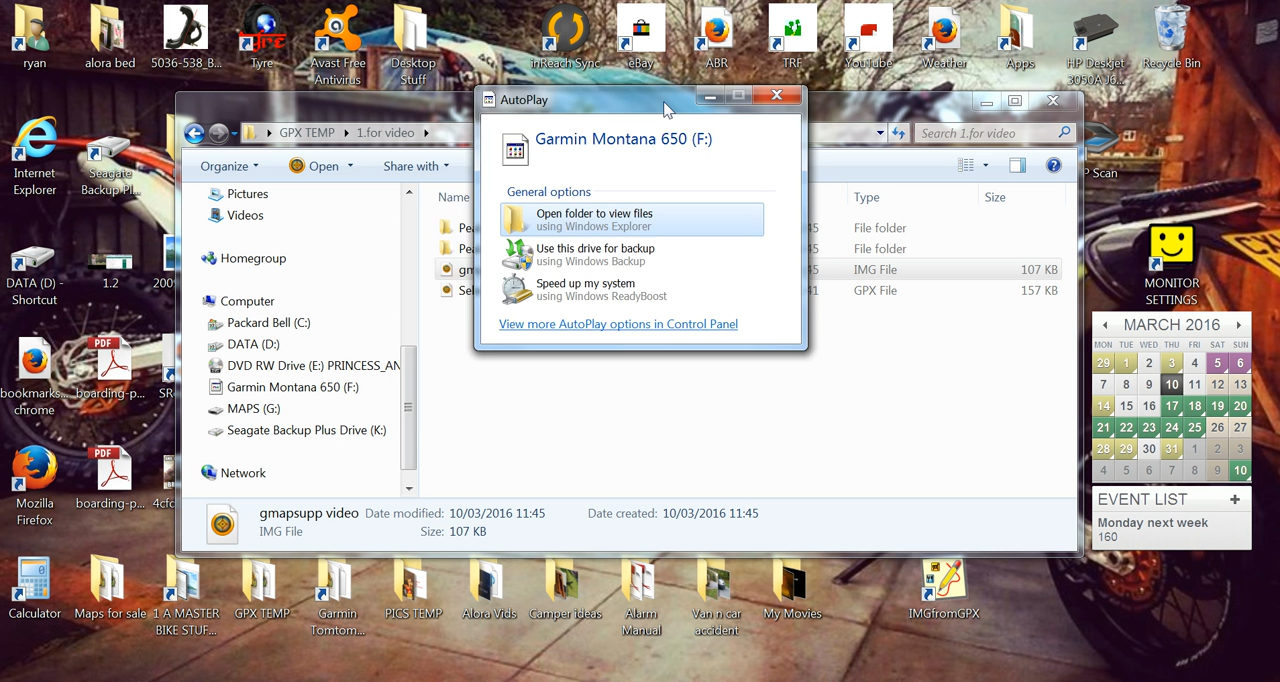 ryan
alora bed
5036-538_B...
Tyre
Avast Free
Antivirus
Desktop
Stuff
inReach Sync
eBay
ABR
TRF
YouTube
Weather
Apps
HP Deskjet
3050A J6...
Recycle Bin
AutoPlay
Garmin Montana 650 (F:)
General options
Open folder to view files
using Windows Explorer
Use this drive for backup
using Windows Backup
Speed up my system
using Windows ReadyBoost
View more AutoPlay options in Control Panel
GPX TEMP
1.for video
Search 1.for video
Organize
Open
Share with
Pictures
Videos
Homegroup
Computer
Packard Bell (C:)
DATA (D:)
DVD RW Drive (E:) PRINCESS_AN
Garmin Montana 650 (F:)
MAPS (G:)
Seagate Backup Plus Drive (K:)
Network
Name
Type
Size
Pea
45
File folder
Pea
45
File folder
gm
45
IMG File
107 KB
Sel
41
GPX File
157 KB
gmapsupp video
Date modified: 10/03/2016 11:45
Date created: 10/03/2016 11:45
IMG File
Size: 107 KB
Internet
Explorer
Seagate
Backup Pl...
P Scan
DATA (D) -
Shortcut
1.2
200
MONITOR
SETTINGS
bookmarks...
chrome
PDF
boarding-p...
SR
Mozilla
Firefox
PDF
boarding-p...
4cfc
MARCH 2016
MON TUE WED THU FRI SAT SUN
29 1 2 3 4 5 6
7 8 9 10 11 12 13
14 15 16 17 18 19 20
21 22 23 24 25 26 27
28 29 30 31 1 2 3
4 5 6 7 8 9 10
EVENT LIST +
Monday next week
160
Calculator
Maps for sale
1 A MASTER
BIKE STUF...
GPX TEMP
Garmin
Tomtom...
PICS TEMP
Alora Vids
Camper ideas
Alarm
Manual
Van n car
accident
My Movies
IMGfromGPX